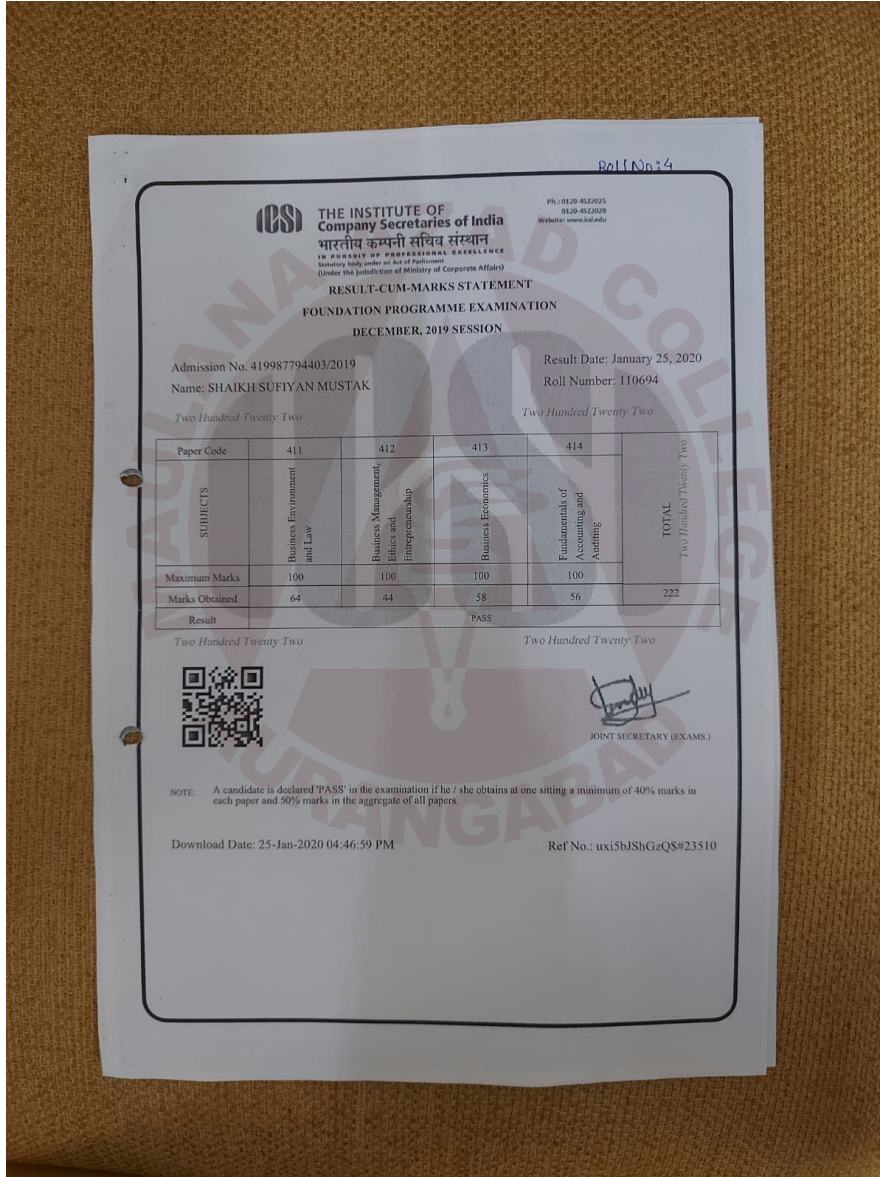 Roll No: 4
ICSI
THE INSTITUTE OF
Company Secretaries of India
भारतीय कम्पनी सचिव संस्थान
IN PURSUIT OF PROFESSIONAL EXCELLENCE
Statutory body under an Act of Parliament
(Under the jurisdiction of Ministry of Corporate Affairs)
Ph.: 0120-4522025
0120-4522028
Website: www.icsi.edu
RESULT-CUM-MARKS STATEMENT
FOUNDATION PROGRAMME EXAMINATION
DECEMBER, 2019 SESSION
Admission No. 419987794403/2019
Result Date: January 25, 2020
Name: SHAIKH SUFIYAN MUSTAK
Roll Number: 110694
Two Hundred Twenty Two
Two Hundred Twenty Two
Paper Code 411 412 413 414
SUBJECTS
Business Environment
and Law
Business Management,
Ethics and
Entrepreneurship
Business Economics
Fundamentals of
Accounting and
Auditing
TOTAL
Two Hundred Twenty Two
Maximum Marks 100 100 100 100
Marks Obtained 64 44 58 56 222
Result PASS
Two Hundred Twenty Two
Two Hundred Twenty Two
JOINT SECRETARY (EXAMS.)
NOTE: A candidate is declared 'PASS' in the examination if he / she obtains at one sitting a minimum of 40% marks in
each paper and 50% marks in the aggregate of all papers.
Download Date: 25-Jan-2020 04:46:59 PM
Ref No.: uxi5bJShGzQ$#23510
MAULANA AZAD COLLEGE
AURANGABAD